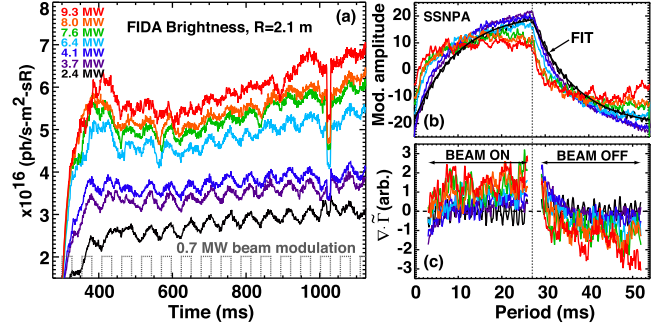 9.3 MW
8.0 MW
7.6 MW
6.4 MW
4.1 MW
3.7 MW
2.4 MW
FIDA Brightness, R=2.1 m
(a)
x10^16 (ph/s-m^2-sR)
8
7
6
5
4
3
2
0.7 MW beam modulation
400 600 800 1000
Time (ms)
SSNPA
FIT
(b)
Mod. amplitude
20
10
0
-10
-20
BEAM ON
BEAM OFF
(c)
∇·Γ̃ (arb.)
3
2
1
0
-1
-2
-3
0 10 20 30 40 50
Period (ms)